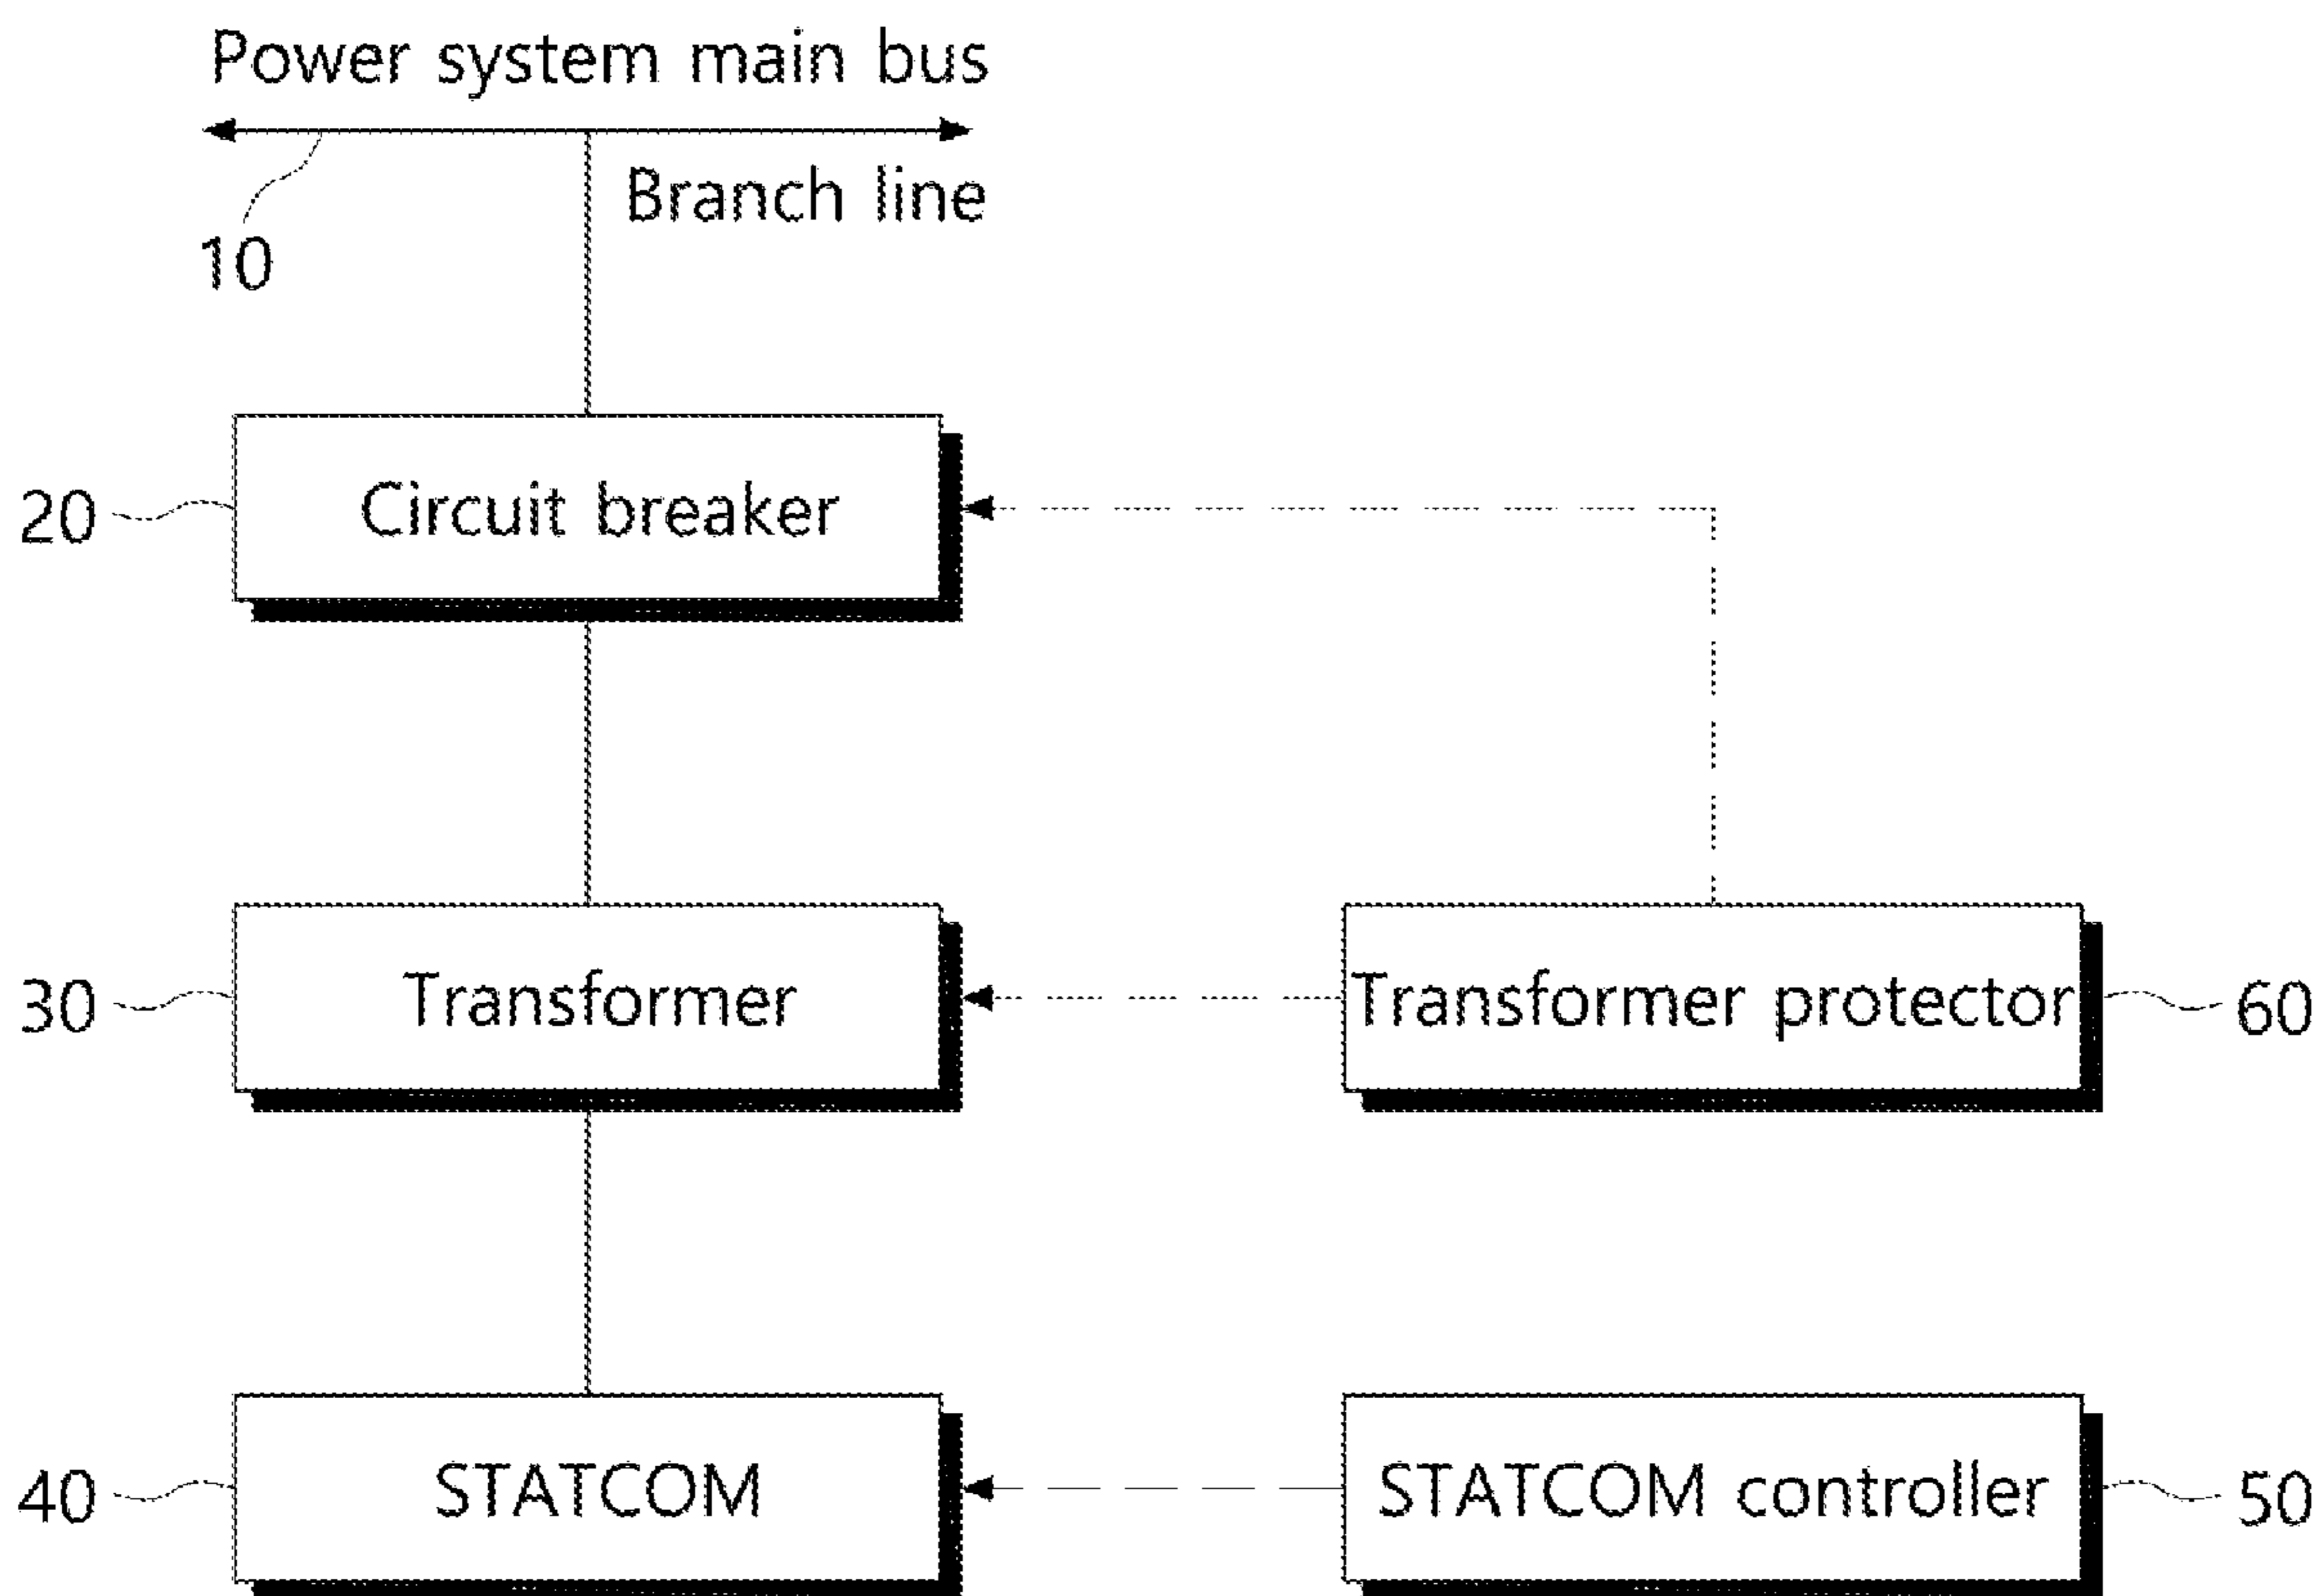 Power system main bus
Branch line
10
20
Circuit breaker
30
Transformer
Transformer protector
60
40
STATCOM
STATCOM controller
50